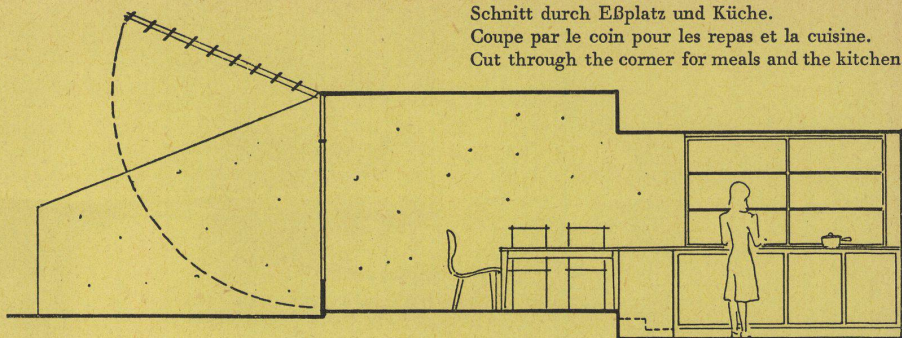 Schnitt durch Eßplatz und Küche.
Coupe par le coin pour les repas et la cuisine.
Cut through the corner for meals and the kitchen